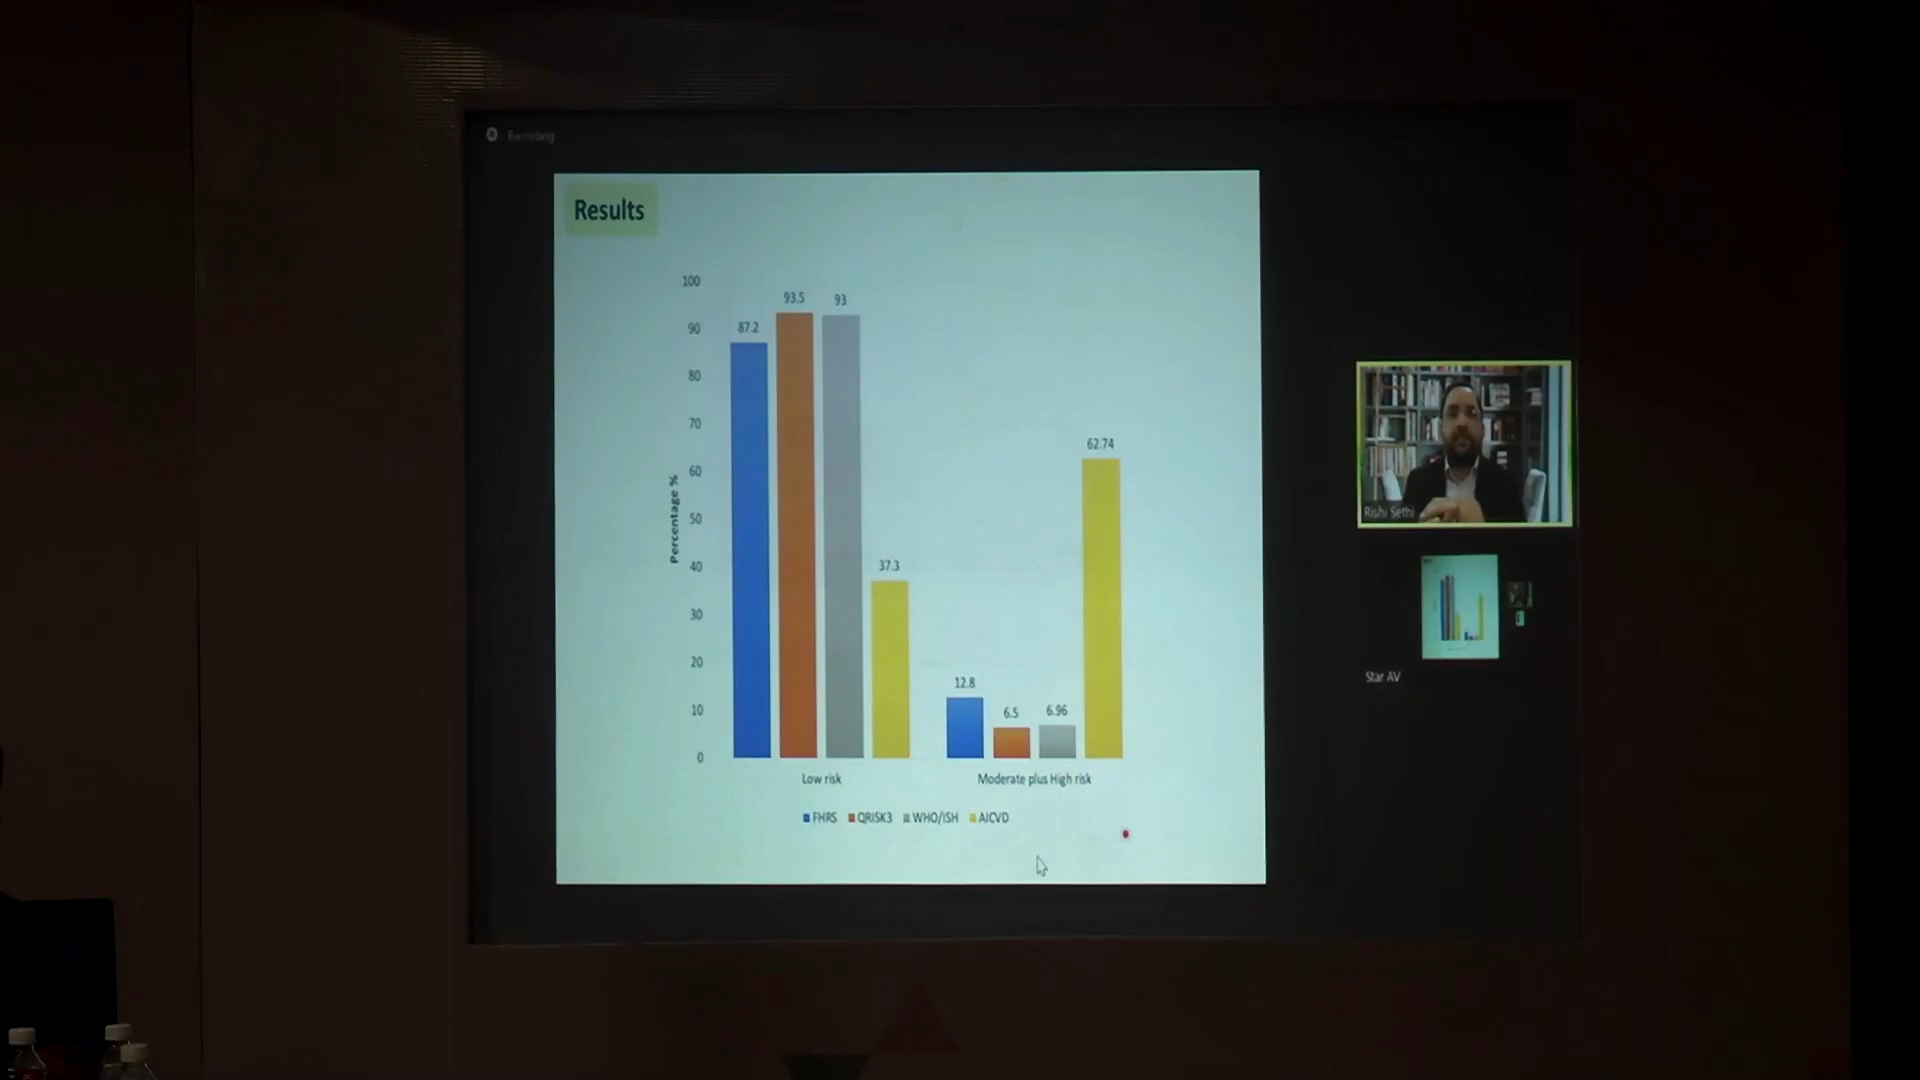 Recording
Results
100
90
80
70
60
50
40
30
20
10
0
Percentage %
87.2
93.5
93
37.3
12.8
6.5
6.96
62.74
Low risk
Moderate plus High risk
FHRS QRISK3 WHO/ISH AICVD
Rishi Sethi
Star AV